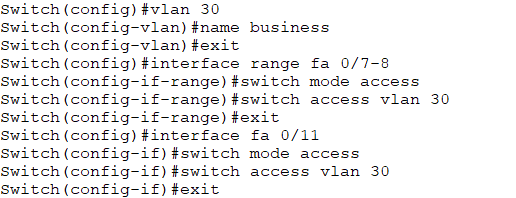 Switch(config)#vlan 30
Switch(config-vlan)#name business
Switch(config-vlan)#exit
Switch(config)#interface range fa 0/7-8
Switch(config-if-range)#switch mode access
Switch(config-if-range)#switch access vlan 30
Switch(config-if-range)#exit
Switch(config)#interface fa 0/11
Switch(config-if)#switch mode access
Switch(config-if)#switch access vlan 30
Switch(config-if)#exit